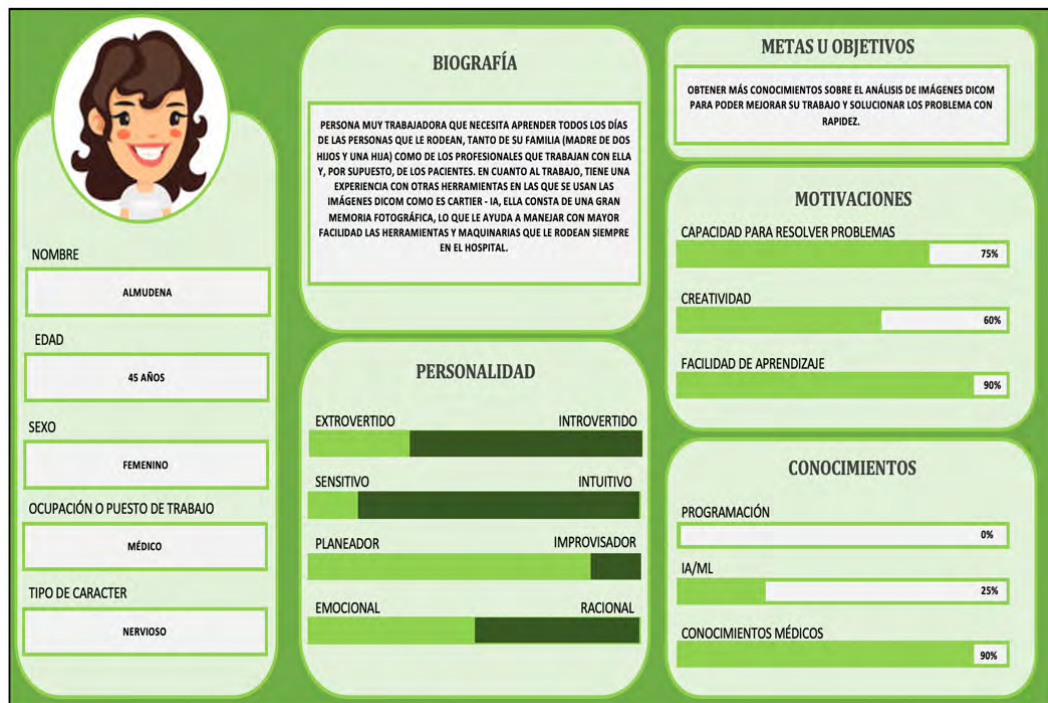 NOMBRE
ALMUDENA
EDAD
45 AÑOS
SEXO
FEMENINO
OCUPACIÓN O PUESTO DE TRABAJO
MÉDICO
TIPO DE CARACTER
NERVIOSO
BIOGRAFÍA
PERSONA MUY TRABAJADORA QUE NECESITA APRENDER TODOS LOS DÍAS
DE LAS PERSONAS QUE LE RODEAN, TANTO DE SU FAMILIA (MADRE DE DOS
HIJOS Y UNA HIJA) COMO DE LOS PROFESIONALES QUE TRABAJAN CON ELLA
Y, POR SUPUESTO, DE LOS PACIENTES. EN CUANTO AL TRABAJO, TIENE UNA
EXPERIENCIA CON OTRAS HERRAMIENTAS EN LAS QUE SE USAN LAS
IMÁGENES DICOM COMO ES CARTIER - IA, ELLA CONSTA DE UNA GRAN
MEMORIA FOTOGRÁFICA, LO QUE LE AYUDA A MANEJAR CON MAYOR
FACILIDAD LAS HERRAMIENTAS Y MAQUINARIAS QUE LE RODEAN SIEMPRE
EN EL HOSPITAL.
PERSONALIDAD
EXTROVERTIDO INTROVERTIDO
SENSITIVO INTUITIVO
PLANEADOR IMPROVISADOR
EMOCIONAL RACIONAL
METAS U OBJETIVOS
OBTENER MÁS CONOCIMIENTOS SOBRE EL ANÁLISIS DE IMÁGENES DICOM
PARA PODER MEJORAR SU TRABAJO Y SOLUCIONAR LOS PROBLEMA CON
RAPIDEZ.
MOTIVACIONES
CAPACIDAD PARA RESOLVER PROBLEMAS
75%
CREATIVIDAD
60%
FACILIDAD DE APRENDIZAJE
90%
CONOCIMIENTOS
PROGRAMACIÓN
0%
IA/ML
25%
CONOCIMIENTOS MÉDICOS
90%